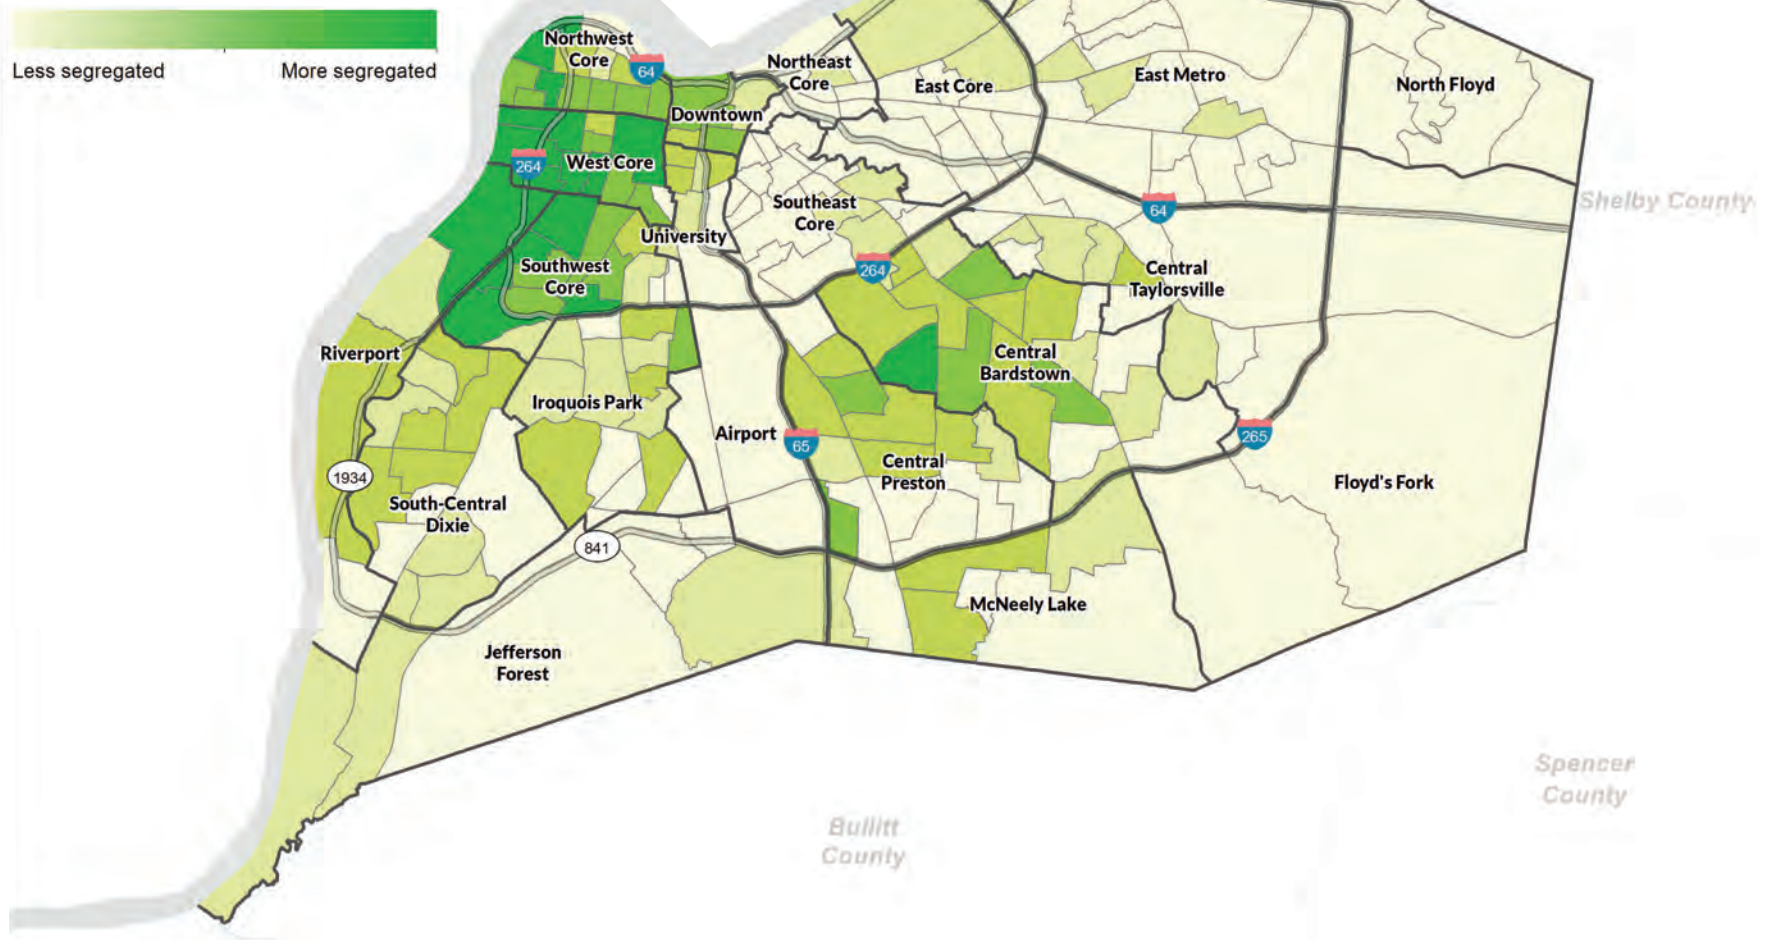 Less segregated
More segregated
Northwest
Core
64
Northeast
Core
East Core
East Metro
North Floyd
Downtown
264
West Core
Shelby County
Southeast
Core
64
University
Southwest
Core
264
Central
Taylorsville
Riverport
Central
Bardstown
Iroquois Park
Airport
65
265
1934
Central
Preston
Floyd's Fork
South-Central
Dixie
841
McNeely Lake
Jefferson
Forest
Spencer
County
Bullitt
County